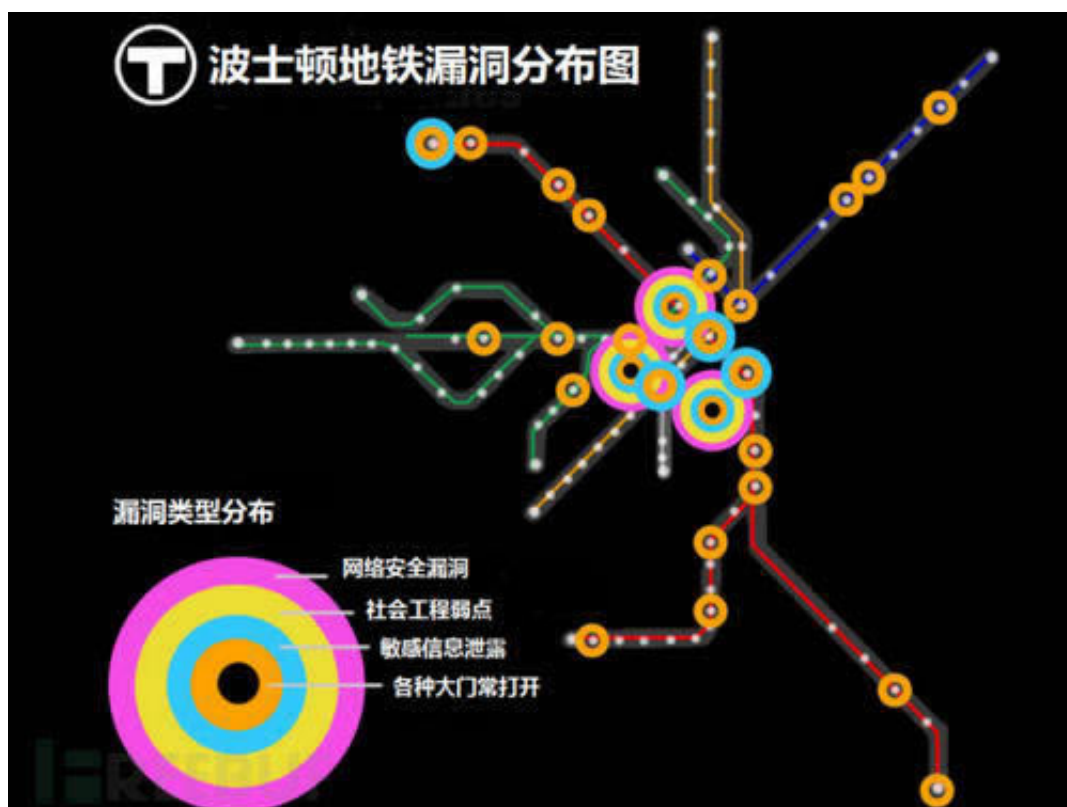 T 波士顿地铁漏洞分布图
漏洞类型分布
网络安全漏洞
社会工程弱点
敏感信息泄露
各种大门常打开